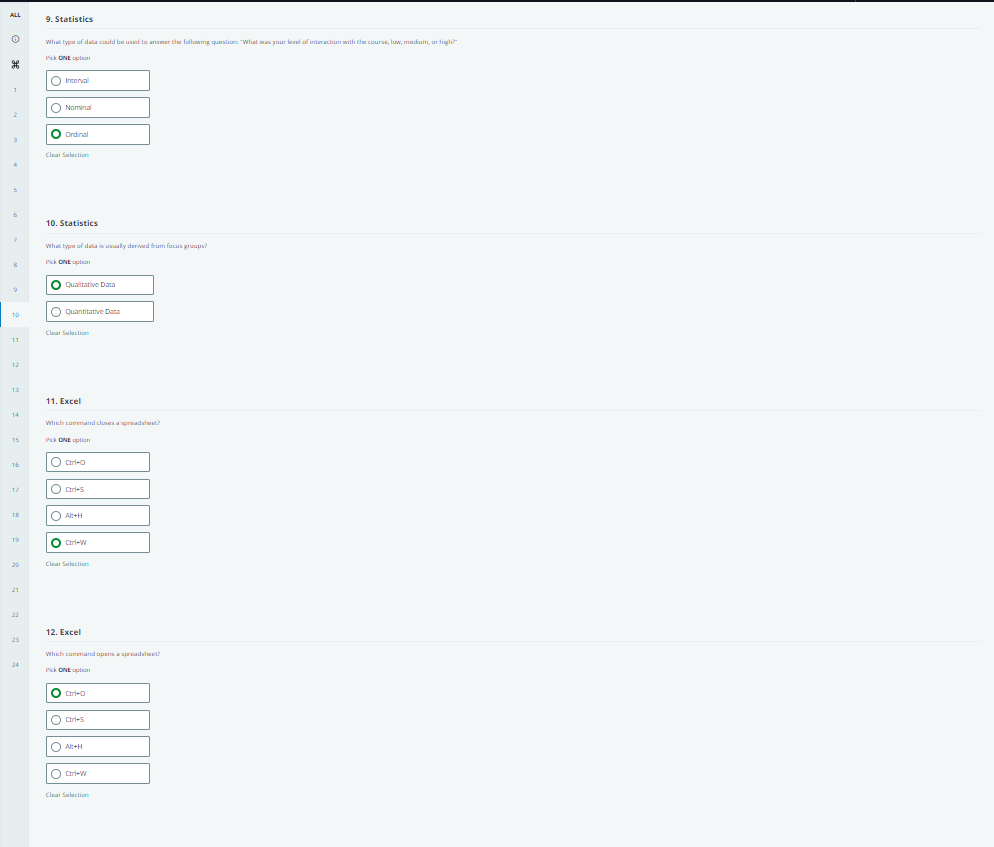 ALL
1
2
3
4
5
6
7
8
9
10
11
12
13
14
15
16
17
18
19
20
21
22
23
24
9. Statistics
What type of data could be used to answer the following question: "What was your level of interaction with the course, low, medium, or high?"
Pick ONE option
Interval
Nominal
Ordinal
Clear Selection
10. Statistics
What type of data is usually derived from focus groups?
Pick ONE option
Qualitative Data
Quantitative Data
Clear Selection
11. Excel
Which command closes a spreadsheet?
Pick ONE option
Ctrl+O
Ctrl+S
Alt+H
Ctrl+W
Clear Selection
12. Excel
Which command opens a spreadsheet?
Pick ONE option
Ctrl+O
Ctrl+S
Alt+H
Ctrl+W
Clear Selection